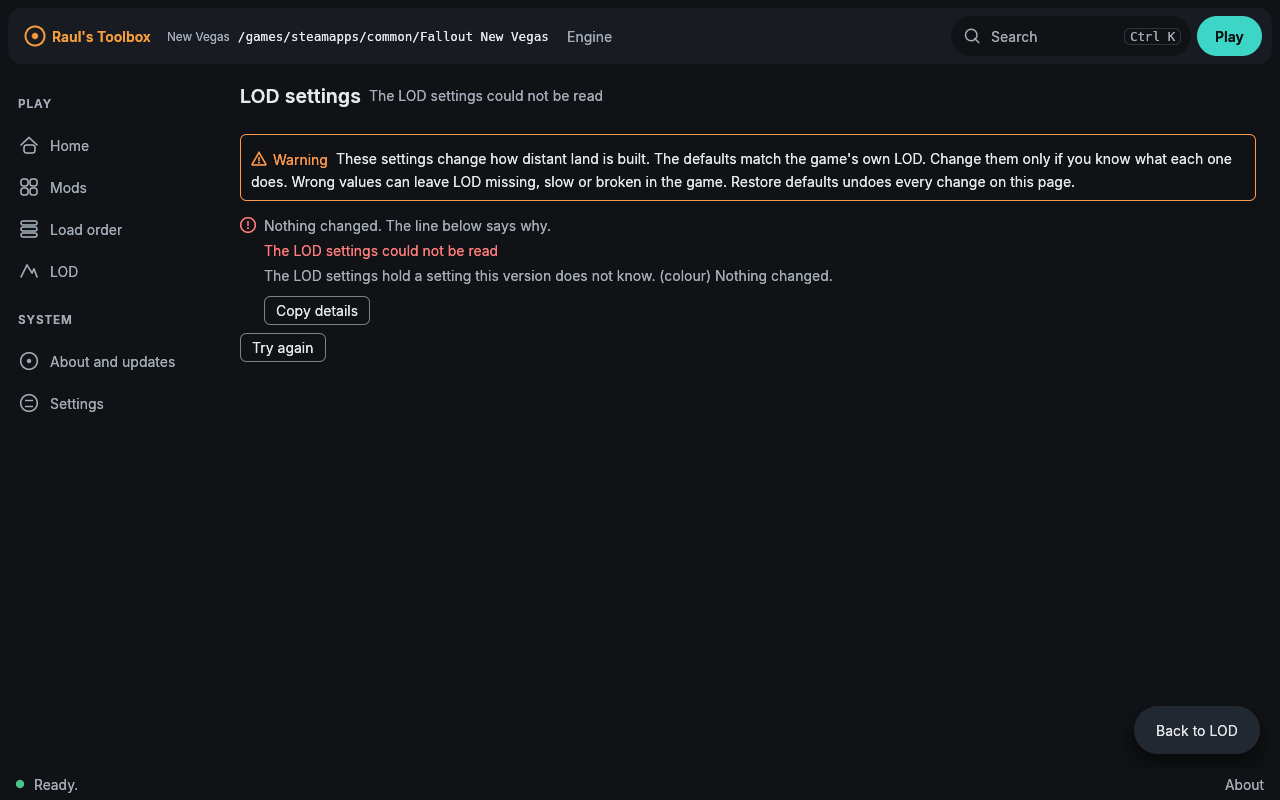 Raul's Toolbox New Vegas /games/steamapps/common/Fallout New Vegas Engine Search Ctrl K Play
PLAY
Home
Mods
Load order
LOD
SYSTEM
About and updates
Settings
LOD settings The LOD settings could not be read
Warning These settings change how distant land is built. The defaults match the game's own LOD. Change them only if you know what each one
does. Wrong values can leave LOD missing, slow or broken in the game. Restore defaults undoes every change on this page.
Nothing changed. The line below says why.
The LOD settings could not be read
The LOD settings hold a setting this version does not know. (colour) Nothing changed.
Copy details
Try again
Back to LOD
Ready.
About